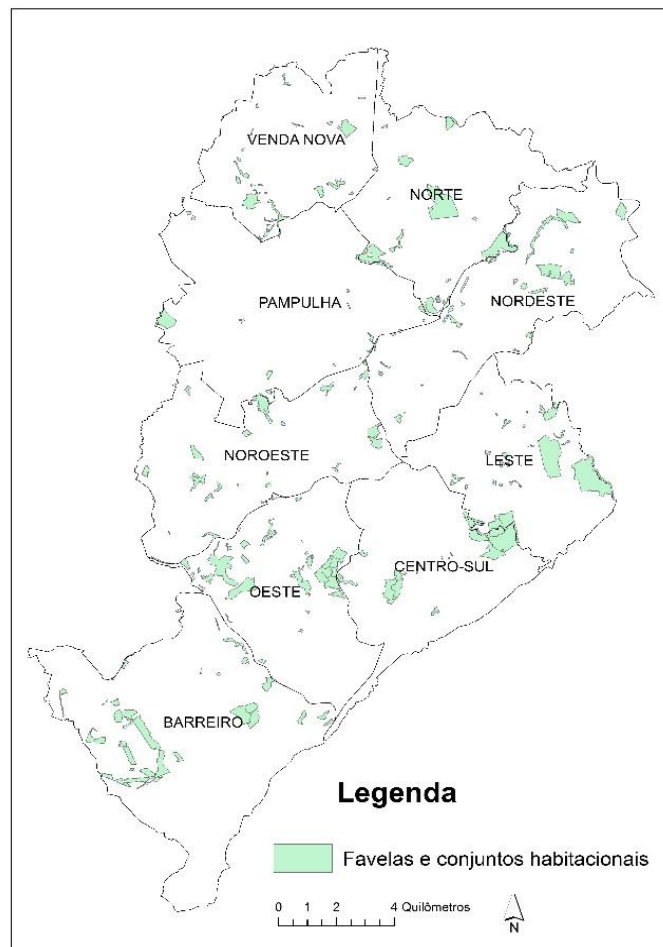 VENDA NOVA
NORTE
PAMPULHA
NORDESTE
NOROESTE
LESTE
CENTRO-SUL
OESTE
BARREIRO
Legenda
Favelas e conjuntos habitacionais
0 1 2 4 Quilômetros
N